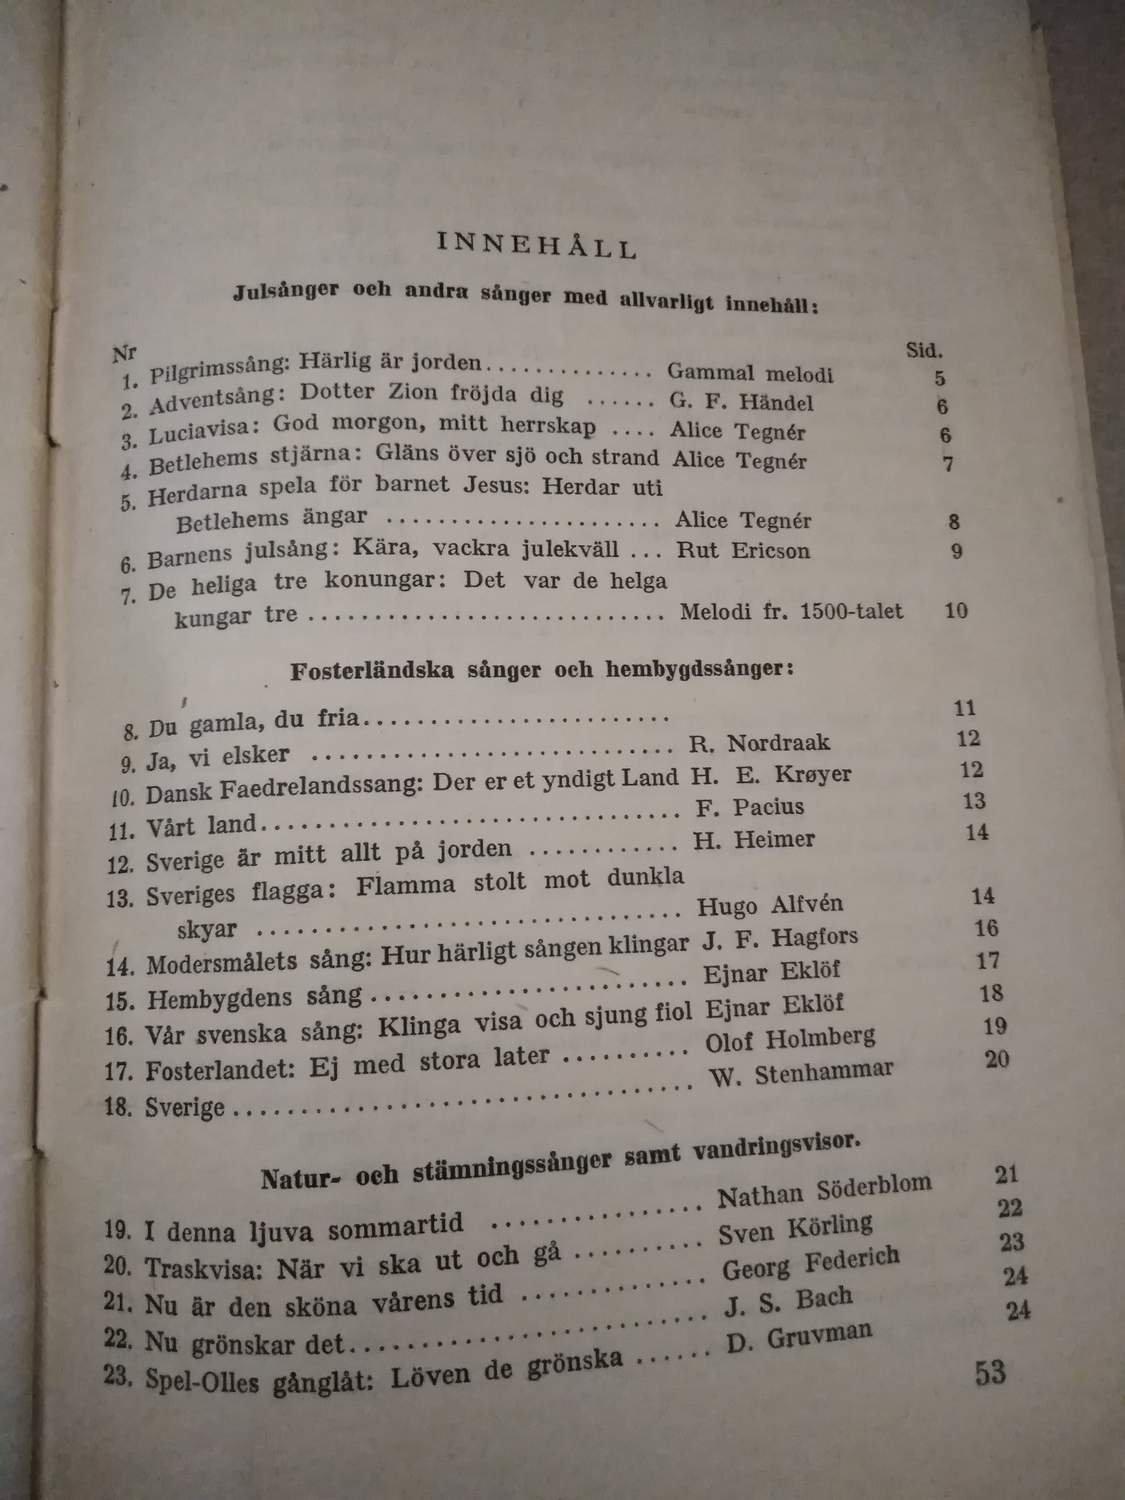 INNEHÅLL
Julsånger och andra sånger med allvarligt innehåll:
Nr Sid.
1. Pilgrimssång: Härlig är jorden.............. Gammal melodi 5
2. Adventsång: Dotter Zion fröjda dig ...... G. F. Händel 6
3. Luciavisa: God morgon, mitt herrskap .... Alice Tegnér 6
4. Betlehems stjärna: Gläns över sjö och strand Alice Tegnér 7
5. Herdarna spela för barnet Jesus: Herdar uti
Betlehems ängar ...................... Alice Tegnér 8
6. Barnens julsång: Kära, vackra julekväll ... Rut Ericson 9
7. De heliga tre konungar: Det var de helga
kungar tre ............................ Melodi fr. 1500-talet 10
Fosterländska sånger och hembygdssånger:
8. Du gamla, du fria........................ 11
9. Ja, vi elsker ............................ R. Nordraak 12
10. Dansk Faedrelandssang: Der er et yndigt Land H. E. Krøyer 12
11. Vårt land................................ F. Pacius 13
12. Sverige är mitt allt på jorden ............ H. Heimer 14
13. Sveriges flagga: Flamma stolt mot dunkla
skyar ................................ Hugo Alfvén 14
14. Modersmålets sång: Hur härligt sången klingar J. F. Hagfors 16
15. Hembygdens sång ........................ Ejnar Eklöf 17
16. Vår svenska sång: Klinga visa och sjung fiol Ejnar Eklöf 18
17. Fosterlandet: Ej med stora later .......... Olof Holmberg 19
18. Sverige .................................. W. Stenhammar 20
Natur- och stämningssånger samt vandringsvisor.
19. I denna ljuva sommartid ................ Nathan Söderblom 21
20. Traskvisa: När vi ska ut och gå .......... Sven Körling 22
21. Nu är den sköna vårens tid .............. Georg Federich 23
22. Nu grönskar det.......................... J. S. Bach 24
23. Spel-Olles gånglåt: Löven de grönska ...... D. Gruvman 24
53